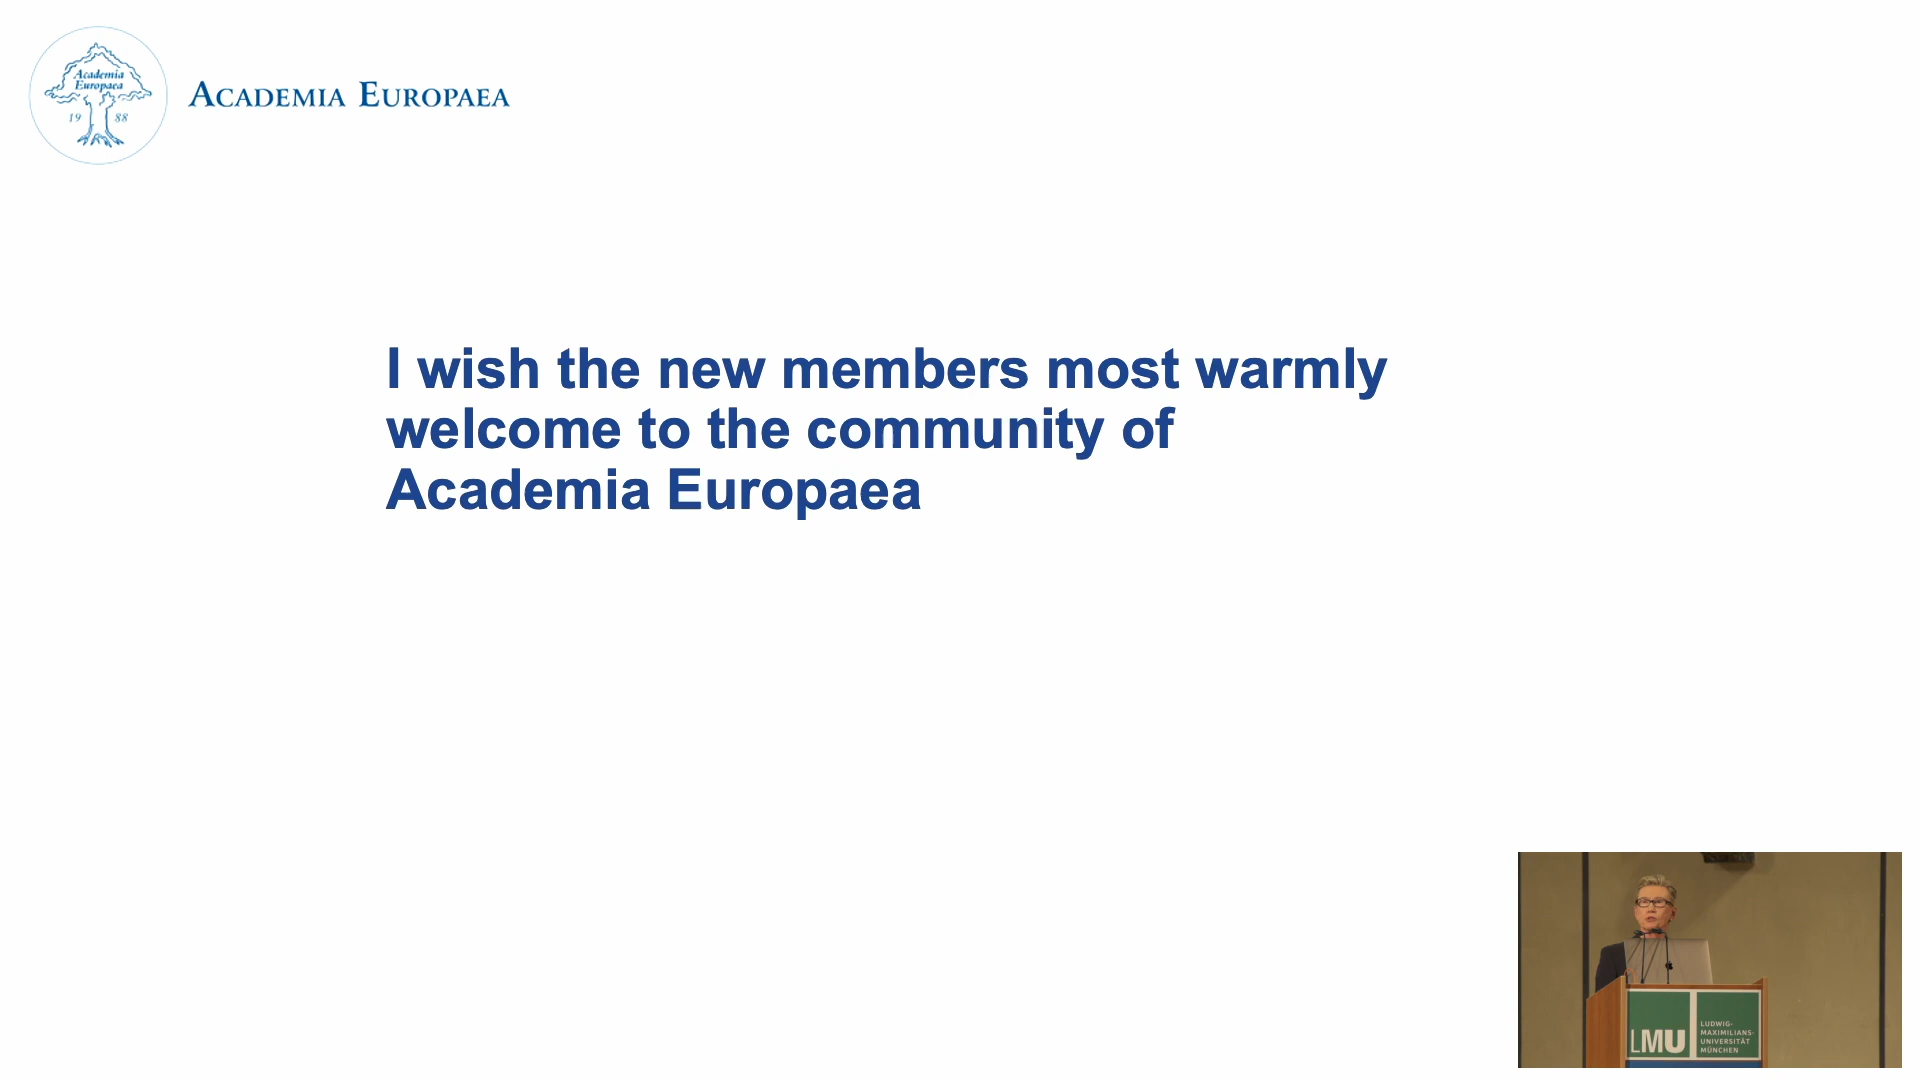 Academia
Europaea
19 88
ACADEMIA EUROPAEA
I wish the new members most warmly
welcome to the community of
Academia Europaea
LMU
LUDWIG-
MAXIMILIANS-
UNIVERSITÄT
MÜNCHEN